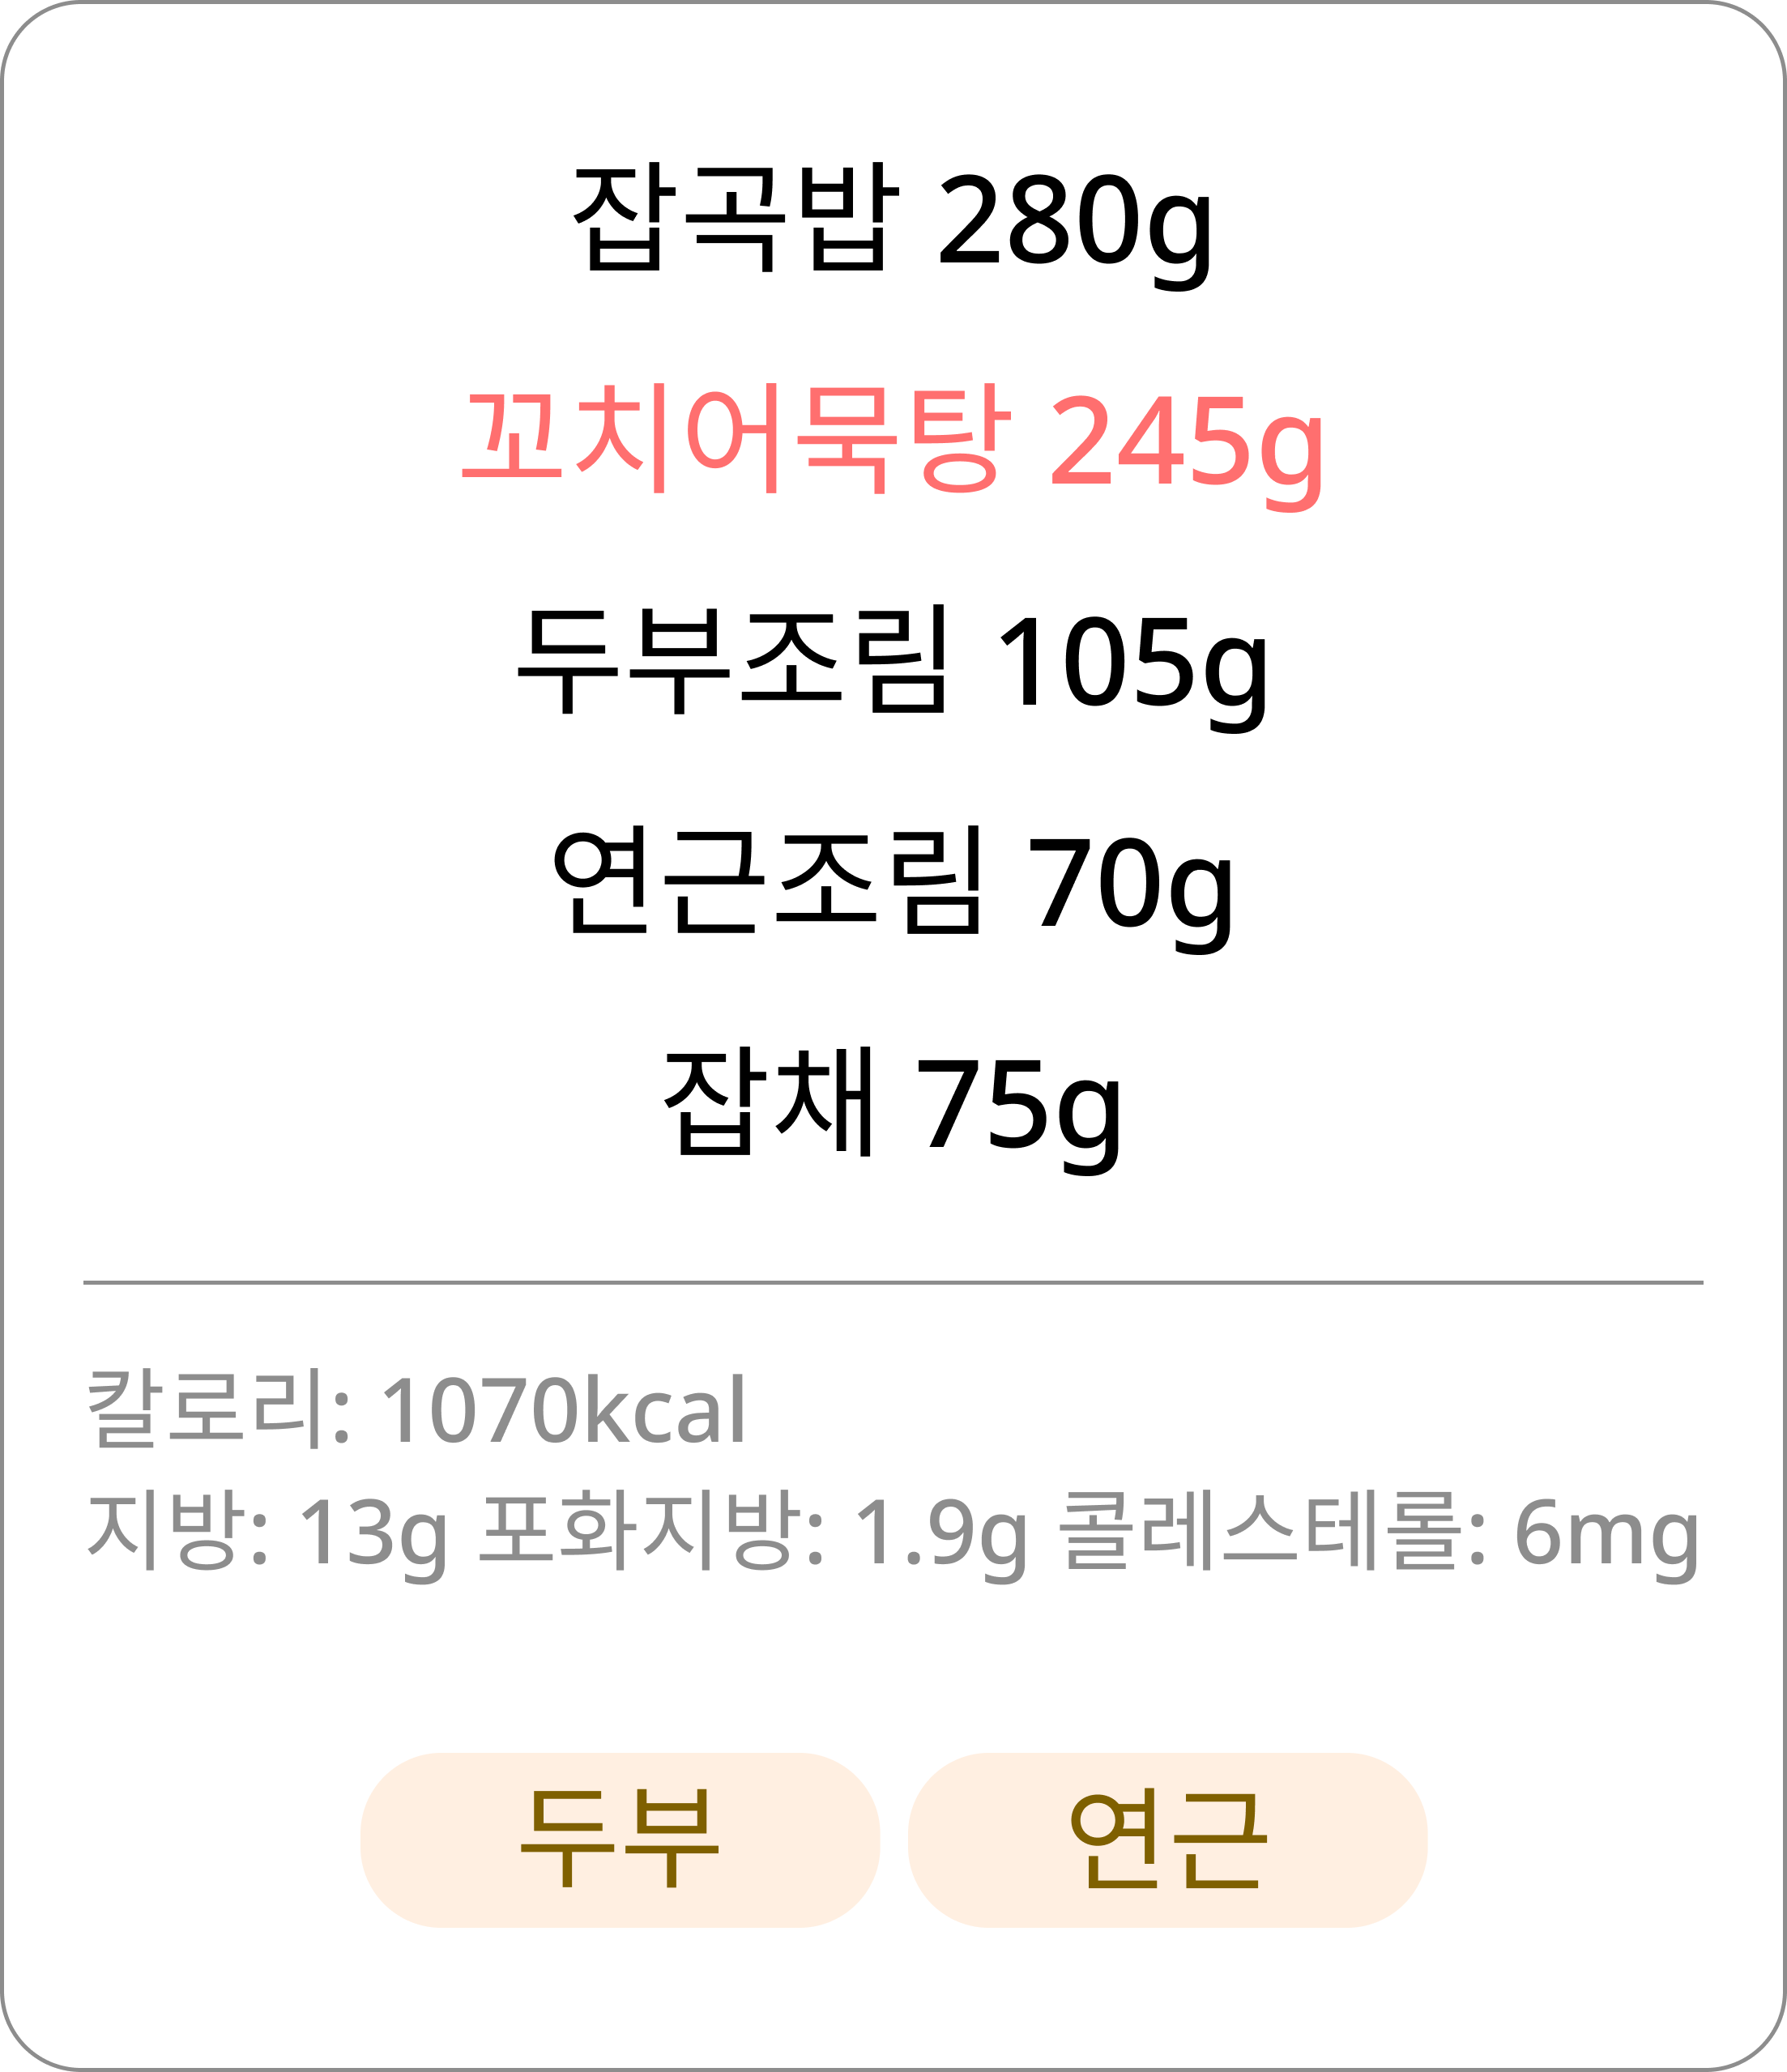 잡곡밥 280g
꼬치어묵탕 245g
두부조림 105g
연근조림 70g
잡채 75g
칼로리: 1070kcal
지방: 13g 포화지방: 1.9g 클레스테롤: 6mg
두부 연근